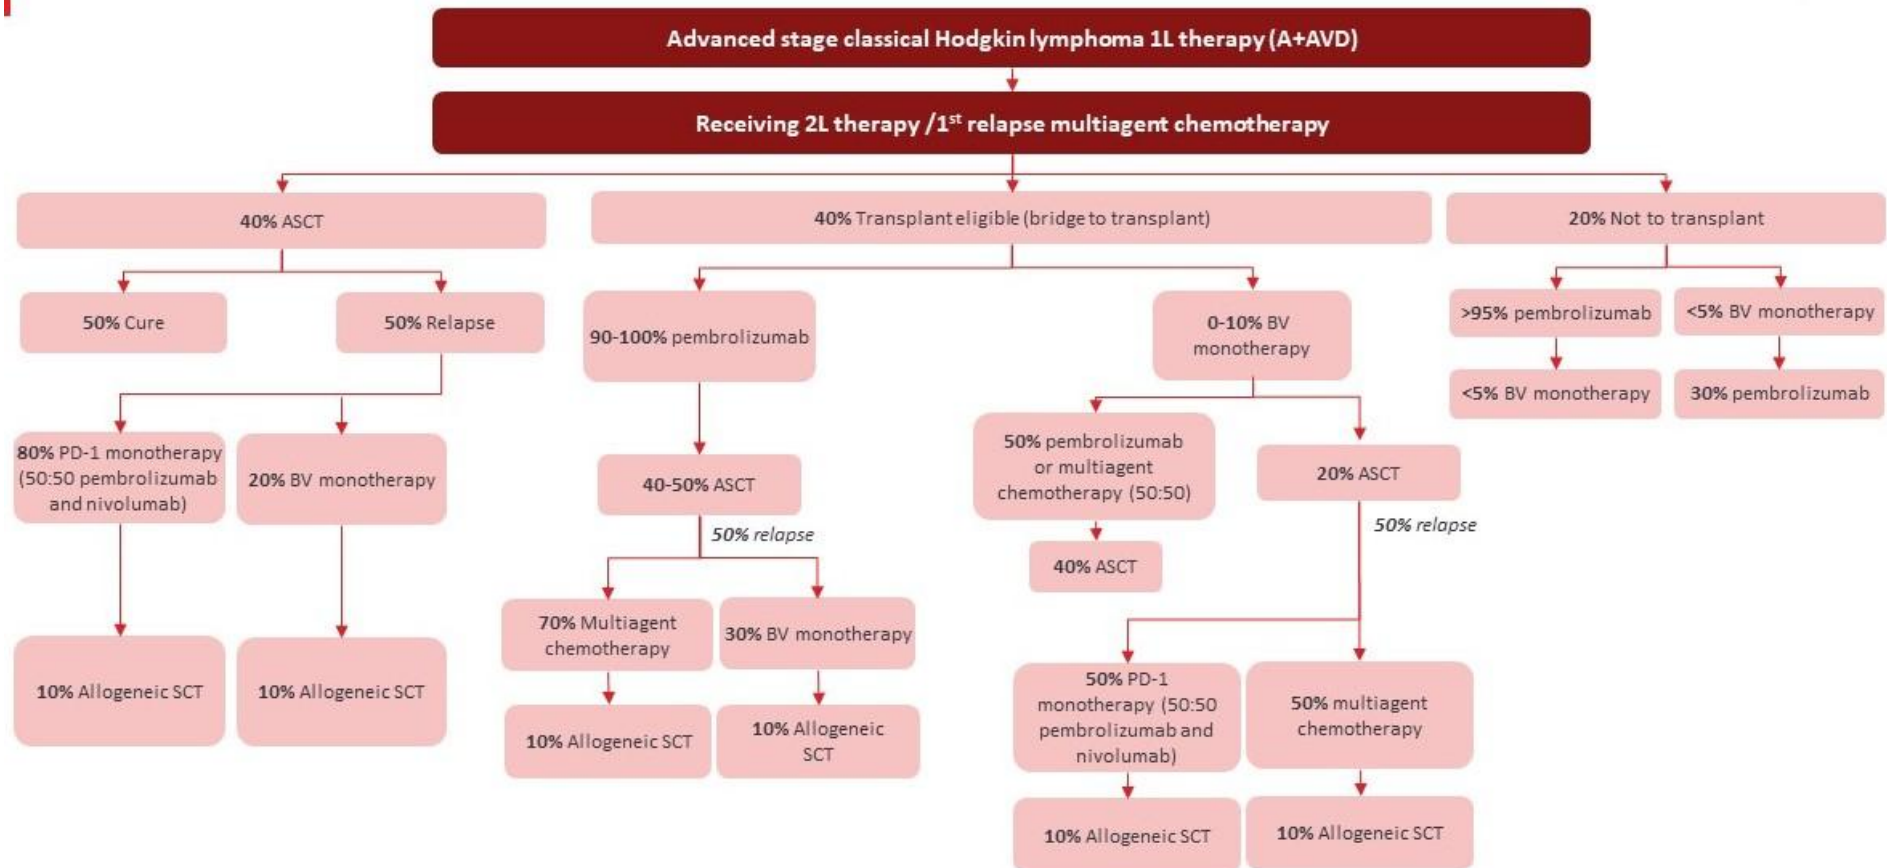 Advanced stage classical Hodgkin lymphoma 1L therapy (A+AVD)
Receiving 2L therapy /1st relapse multiagent chemotherapy
40% ASCT
40% Transplant eligible (bridge to transplant)
20% Not to transplant
50% Cure
50% Relapse
90-100% pembrolizumab
0-10% BV
monotherapy
>95% pembrolizumab
<5% BV monotherapy
<5% BV monotherapy
30% pembrolizumab
80% PD-1 monotherapy
(50:50 pembrolizumab
and nivolumab)
20% BV monotherapy
40-50% ASCT
50% pembrolizumab
or multiagent
chemotherapy (50:50)
20% ASCT
50% relapse
50% relapse
40% ASCT
70% Multiagent
chemotherapy
30% BV monotherapy
10% Allogeneic SCT
10% Allogeneic SCT
10% Allogeneic SCT
10% Allogeneic
SCT
50% PD-1
monotherapy (50:50
pembrolizumab and
nivolumab)
50% multiagent
chemotherapy
10% Allogeneic SCT
10% Allogeneic SCT